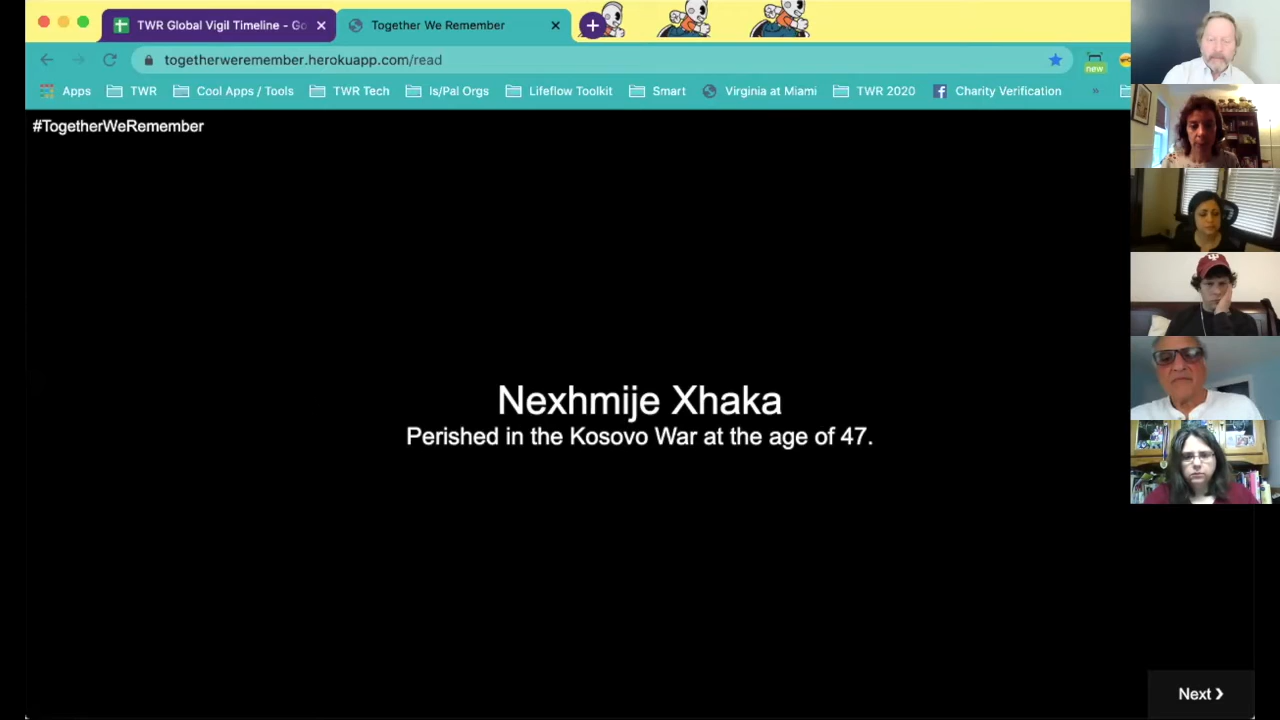 TWR Global Vigil Timeline - Go
Together We Remember
togetherweremember.herokuapp.com/read
new
Apps
TWR
Cool Apps / Tools
TWR Tech
Is/Pal Orgs
Lifeflow Toolkit
Smart
Virginia at Miami
TWR 2020
Charity Verification
»
#TogetherWeRemember
Nexhmije Xhaka
Perished in the Kosovo War at the age of 47.
Next ❯